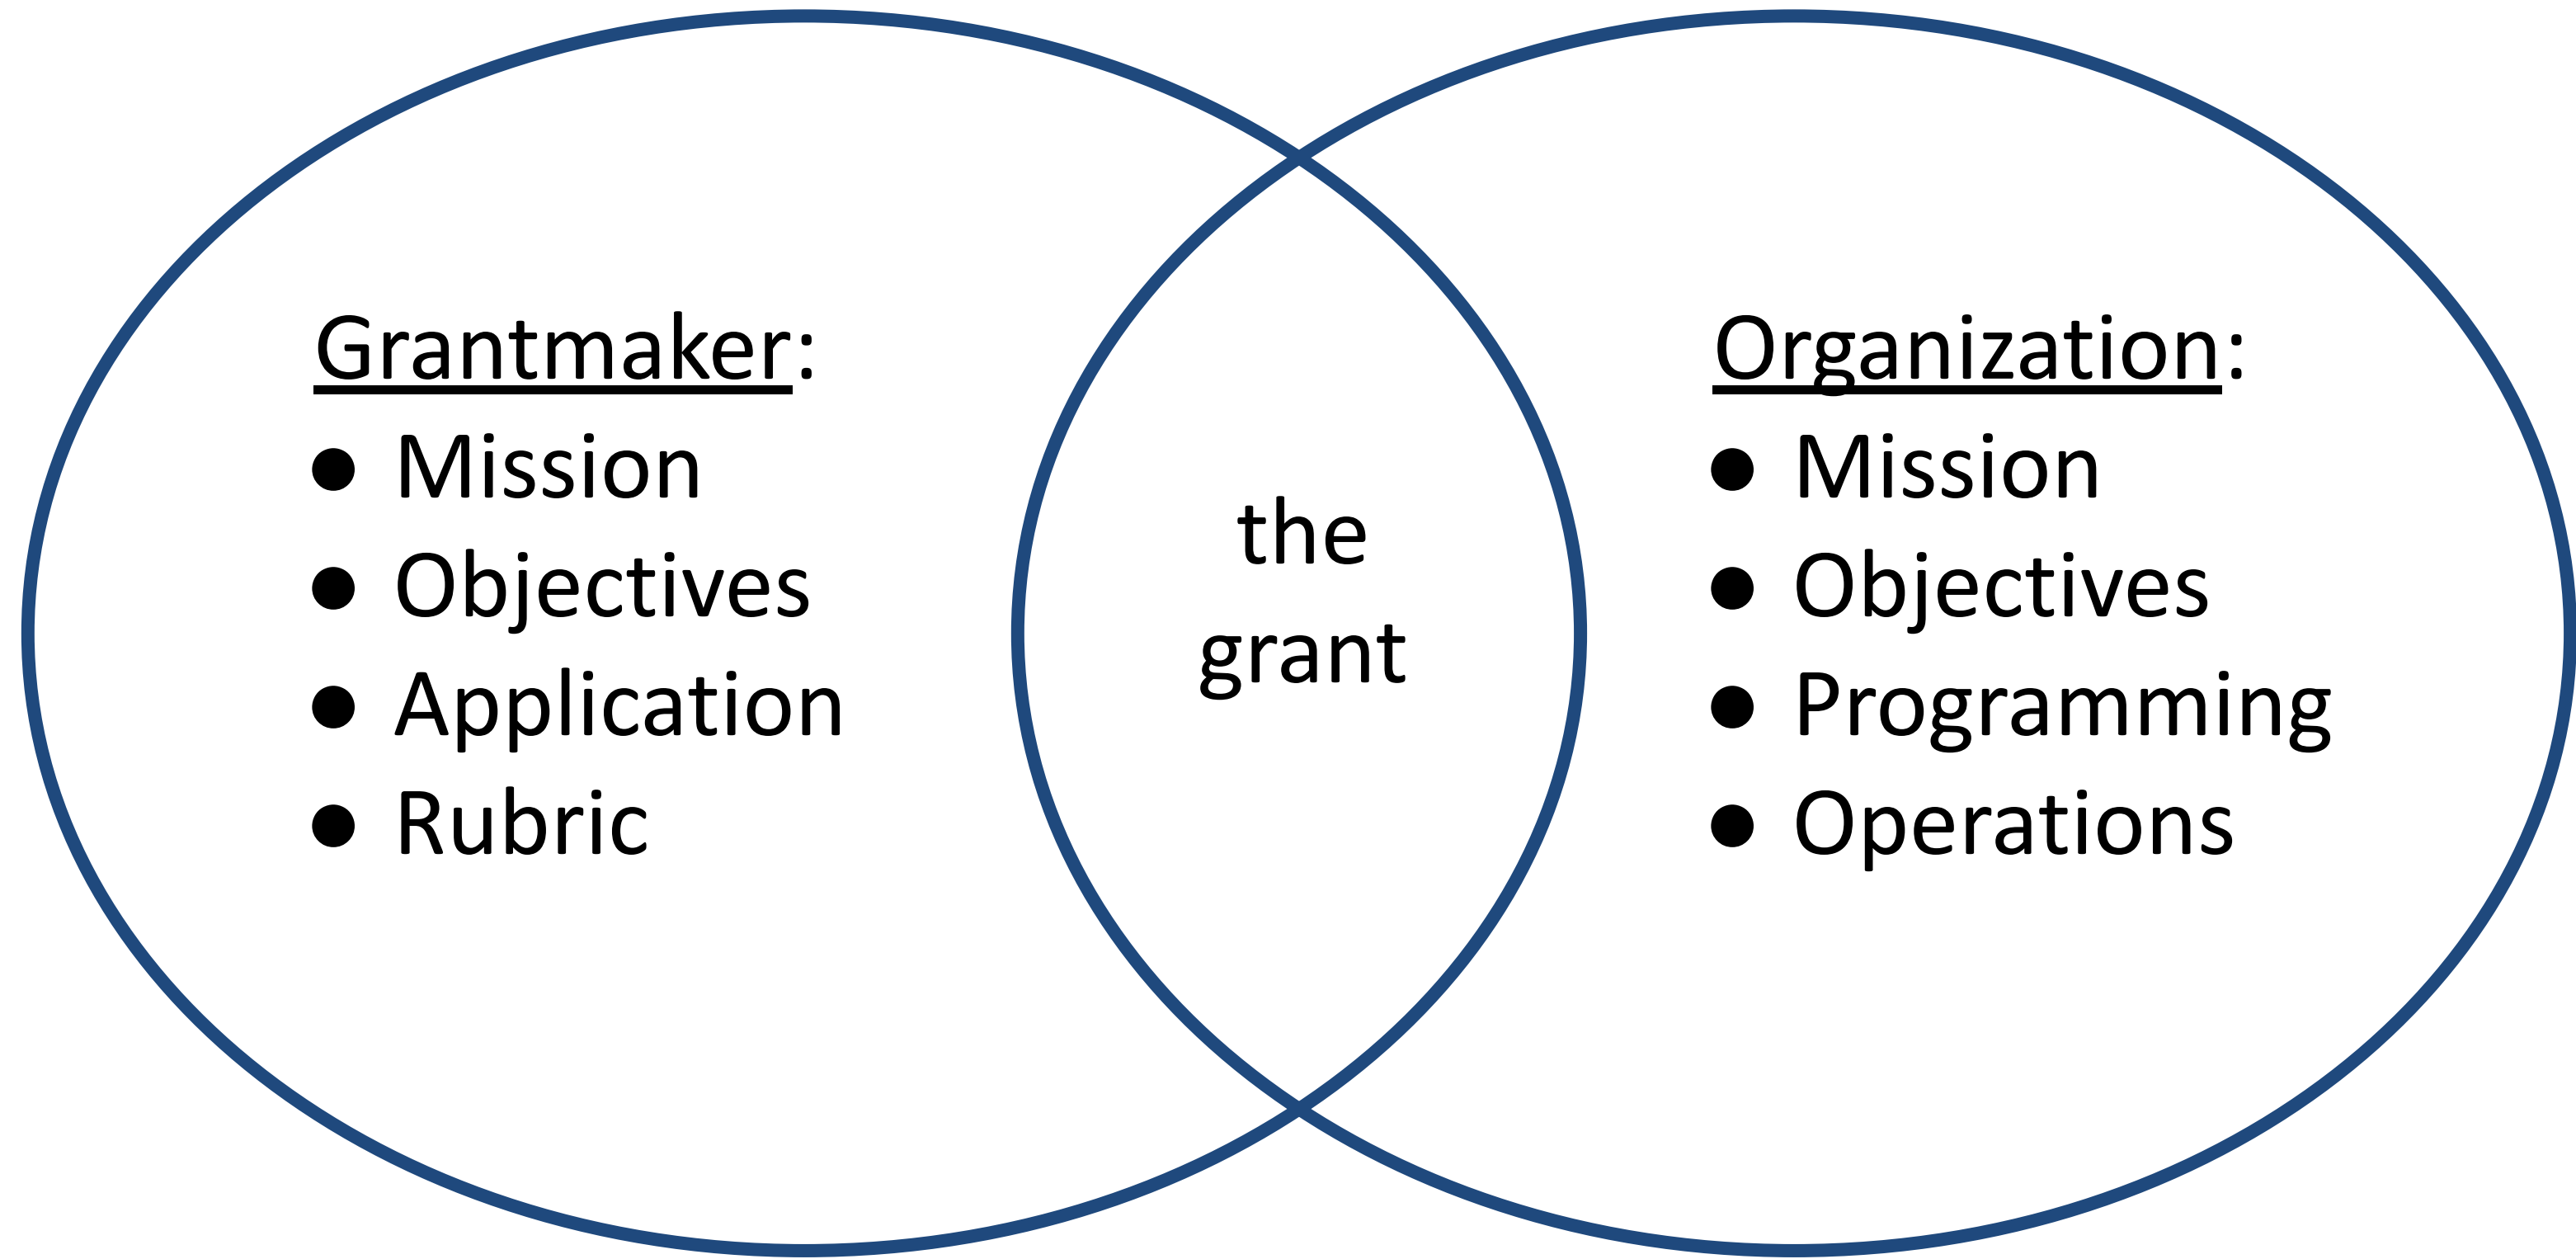 Grantmaker:
● Mission
● Objectives
● Application
● Rubric
the
grant
Organization:
● Mission
● Objectives
● Programming
● Operations